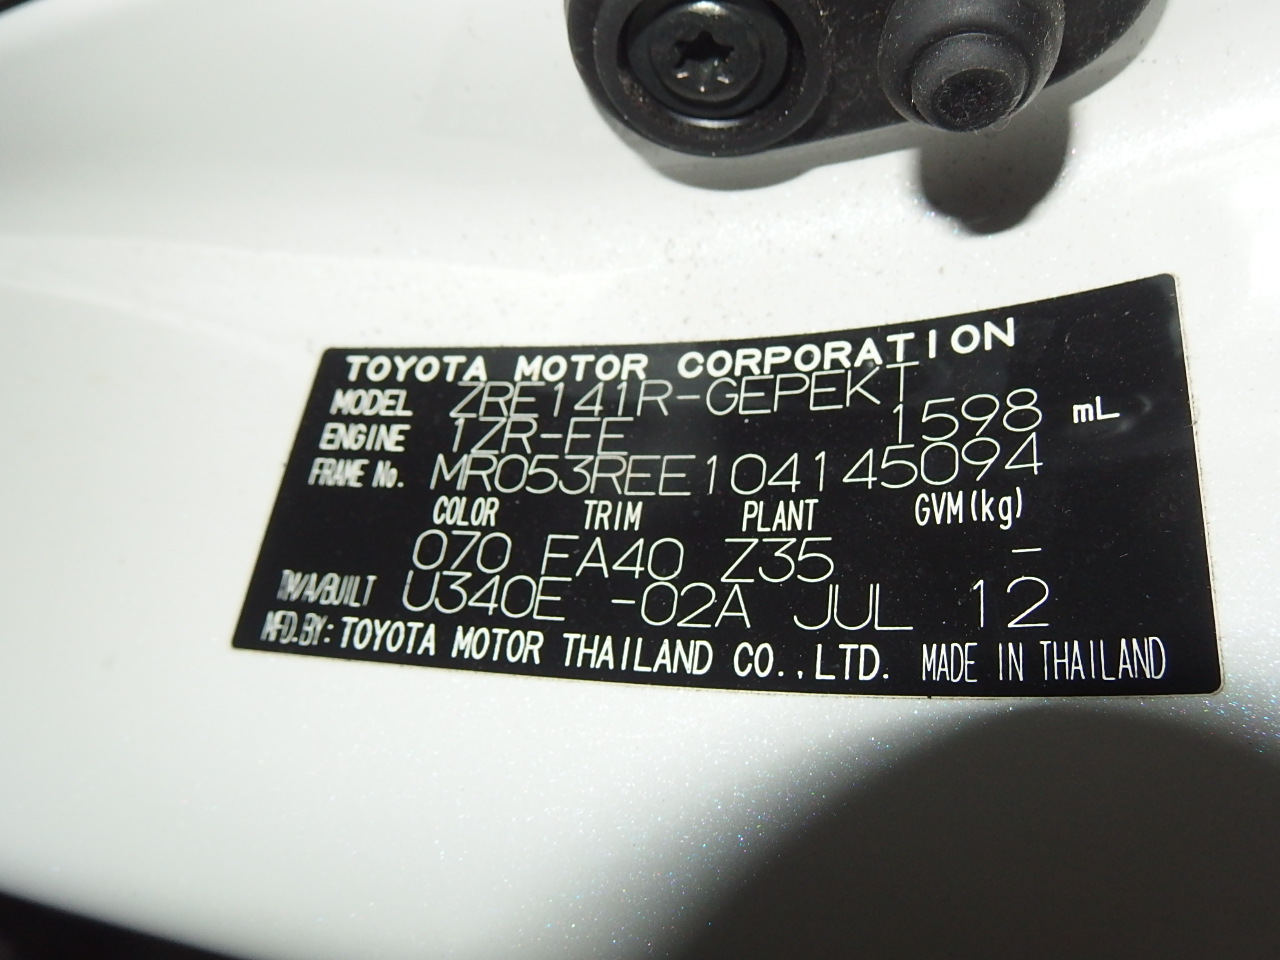 TOYOTA MOTOR CORPORATION
MODEL ZRE141R-GEPEKT
ENGINE 1ZR-FE 1598 mL
FRAME No. MR053REE104145094
COLOR TRIM PLANT GVM(kg)
070 FA40 Z35 -
TM/A/BUILT U340E -02A JUL 12
MFD.BY: TOYOTA MOTOR THAILAND CO.,LTD. MADE IN THAILAND